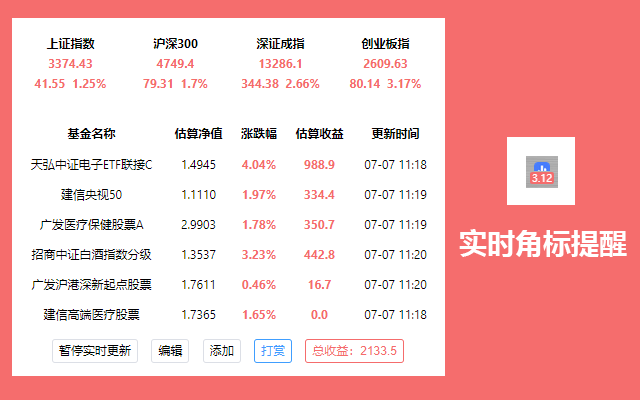 上证指数 沪深300 深证成指 创业板指
3374.43 4749.4 13286.1 2609.63
41.55 1.25% 79.31 1.7% 344.38 2.66% 80.14 3.17%
基金名称 估算净值 涨跌幅 估算收益 更新时间
天弘中证电子ETF联接C 1.4945 4.04% 988.9 07-07 11:18
建信央视50 1.1110 1.97% 334.4 07-07 11:19
广发医疗保健股票A 2.9903 1.78% 350.7 07-07 11:19
招商中证白酒指数分级 1.3537 3.23% 442.8 07-07 11:20
广发沪港深新起点股票 1.7611 0.46% 16.7 07-07 11:20
建信高端医疗股票 1.7365 1.65% 0.0 07-07 11:18
暂停实时更新 编辑 添加 打赏 总收益：2133.5
3.12
实时角标提醒